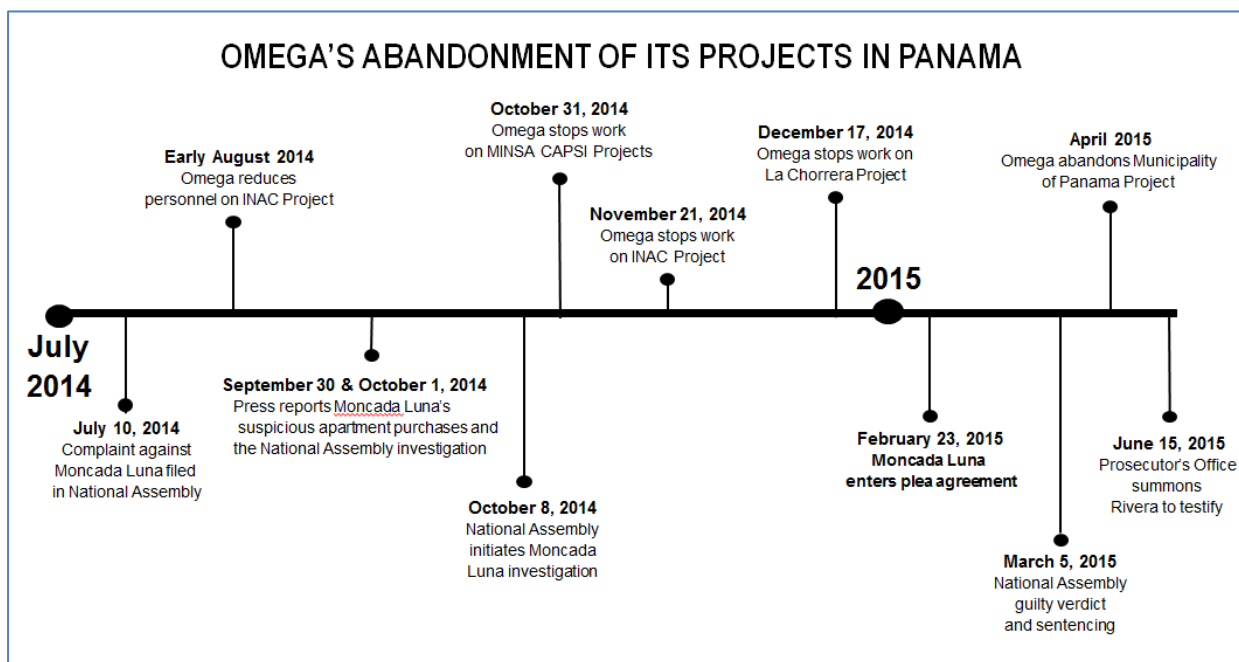 OMEGA'S ABANDONMENT OF ITS PROJECTS IN PANAMA
October 31, 2014
Omega stops work
on MINSA CAPSI Projects
December 17, 2014
Omega stops work on
La Chorrera Project
April 2015
Omega abandons Municipality
of Panama Project
Early August 2014
Omega reduces
personnel on INAC Project
November 21, 2014
Omega stops work
on INAC Project
2015
July
2014
September 30 & October 1, 2014
Press reports Moncada Luna's
suspicious apartment purchases and
the National Assembly investigation
July 10, 2014
Complaint against
Moncada Luna filed
in National Assembly
February 23, 2015
Moncada Luna
enters plea agreement
June 15, 2015
Prosecutor's Office
summons
Rivera to testify
October 8, 2014
National Assembly
initiates Moncada
Luna investigation
March 5, 2015
National Assembly
guilty verdict
and sentencing